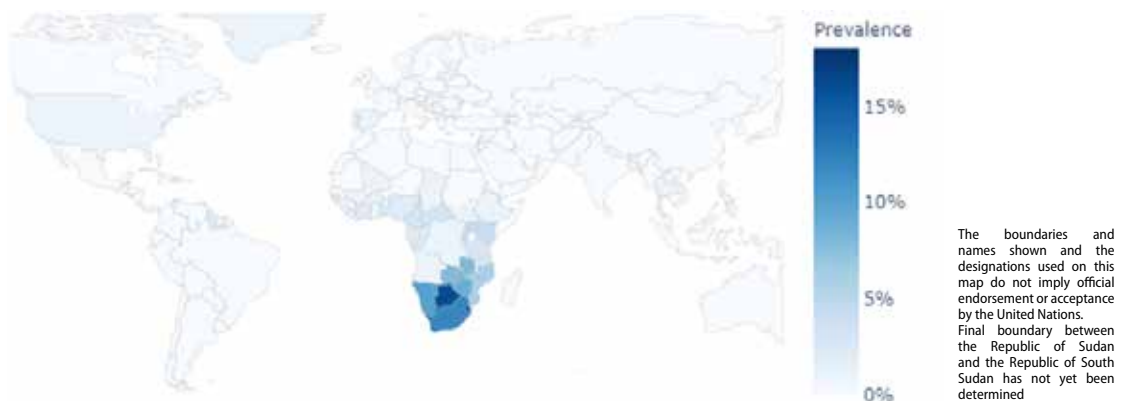 Prevalence
15%
10%
5%
0%
The boundaries and
names shown and the
designations used on this
map do not imply official
endorsement or acceptance
by the United Nations.
Final boundary between
the Republic of Sudan
and the Republic of South
Sudan has not yet been
determined